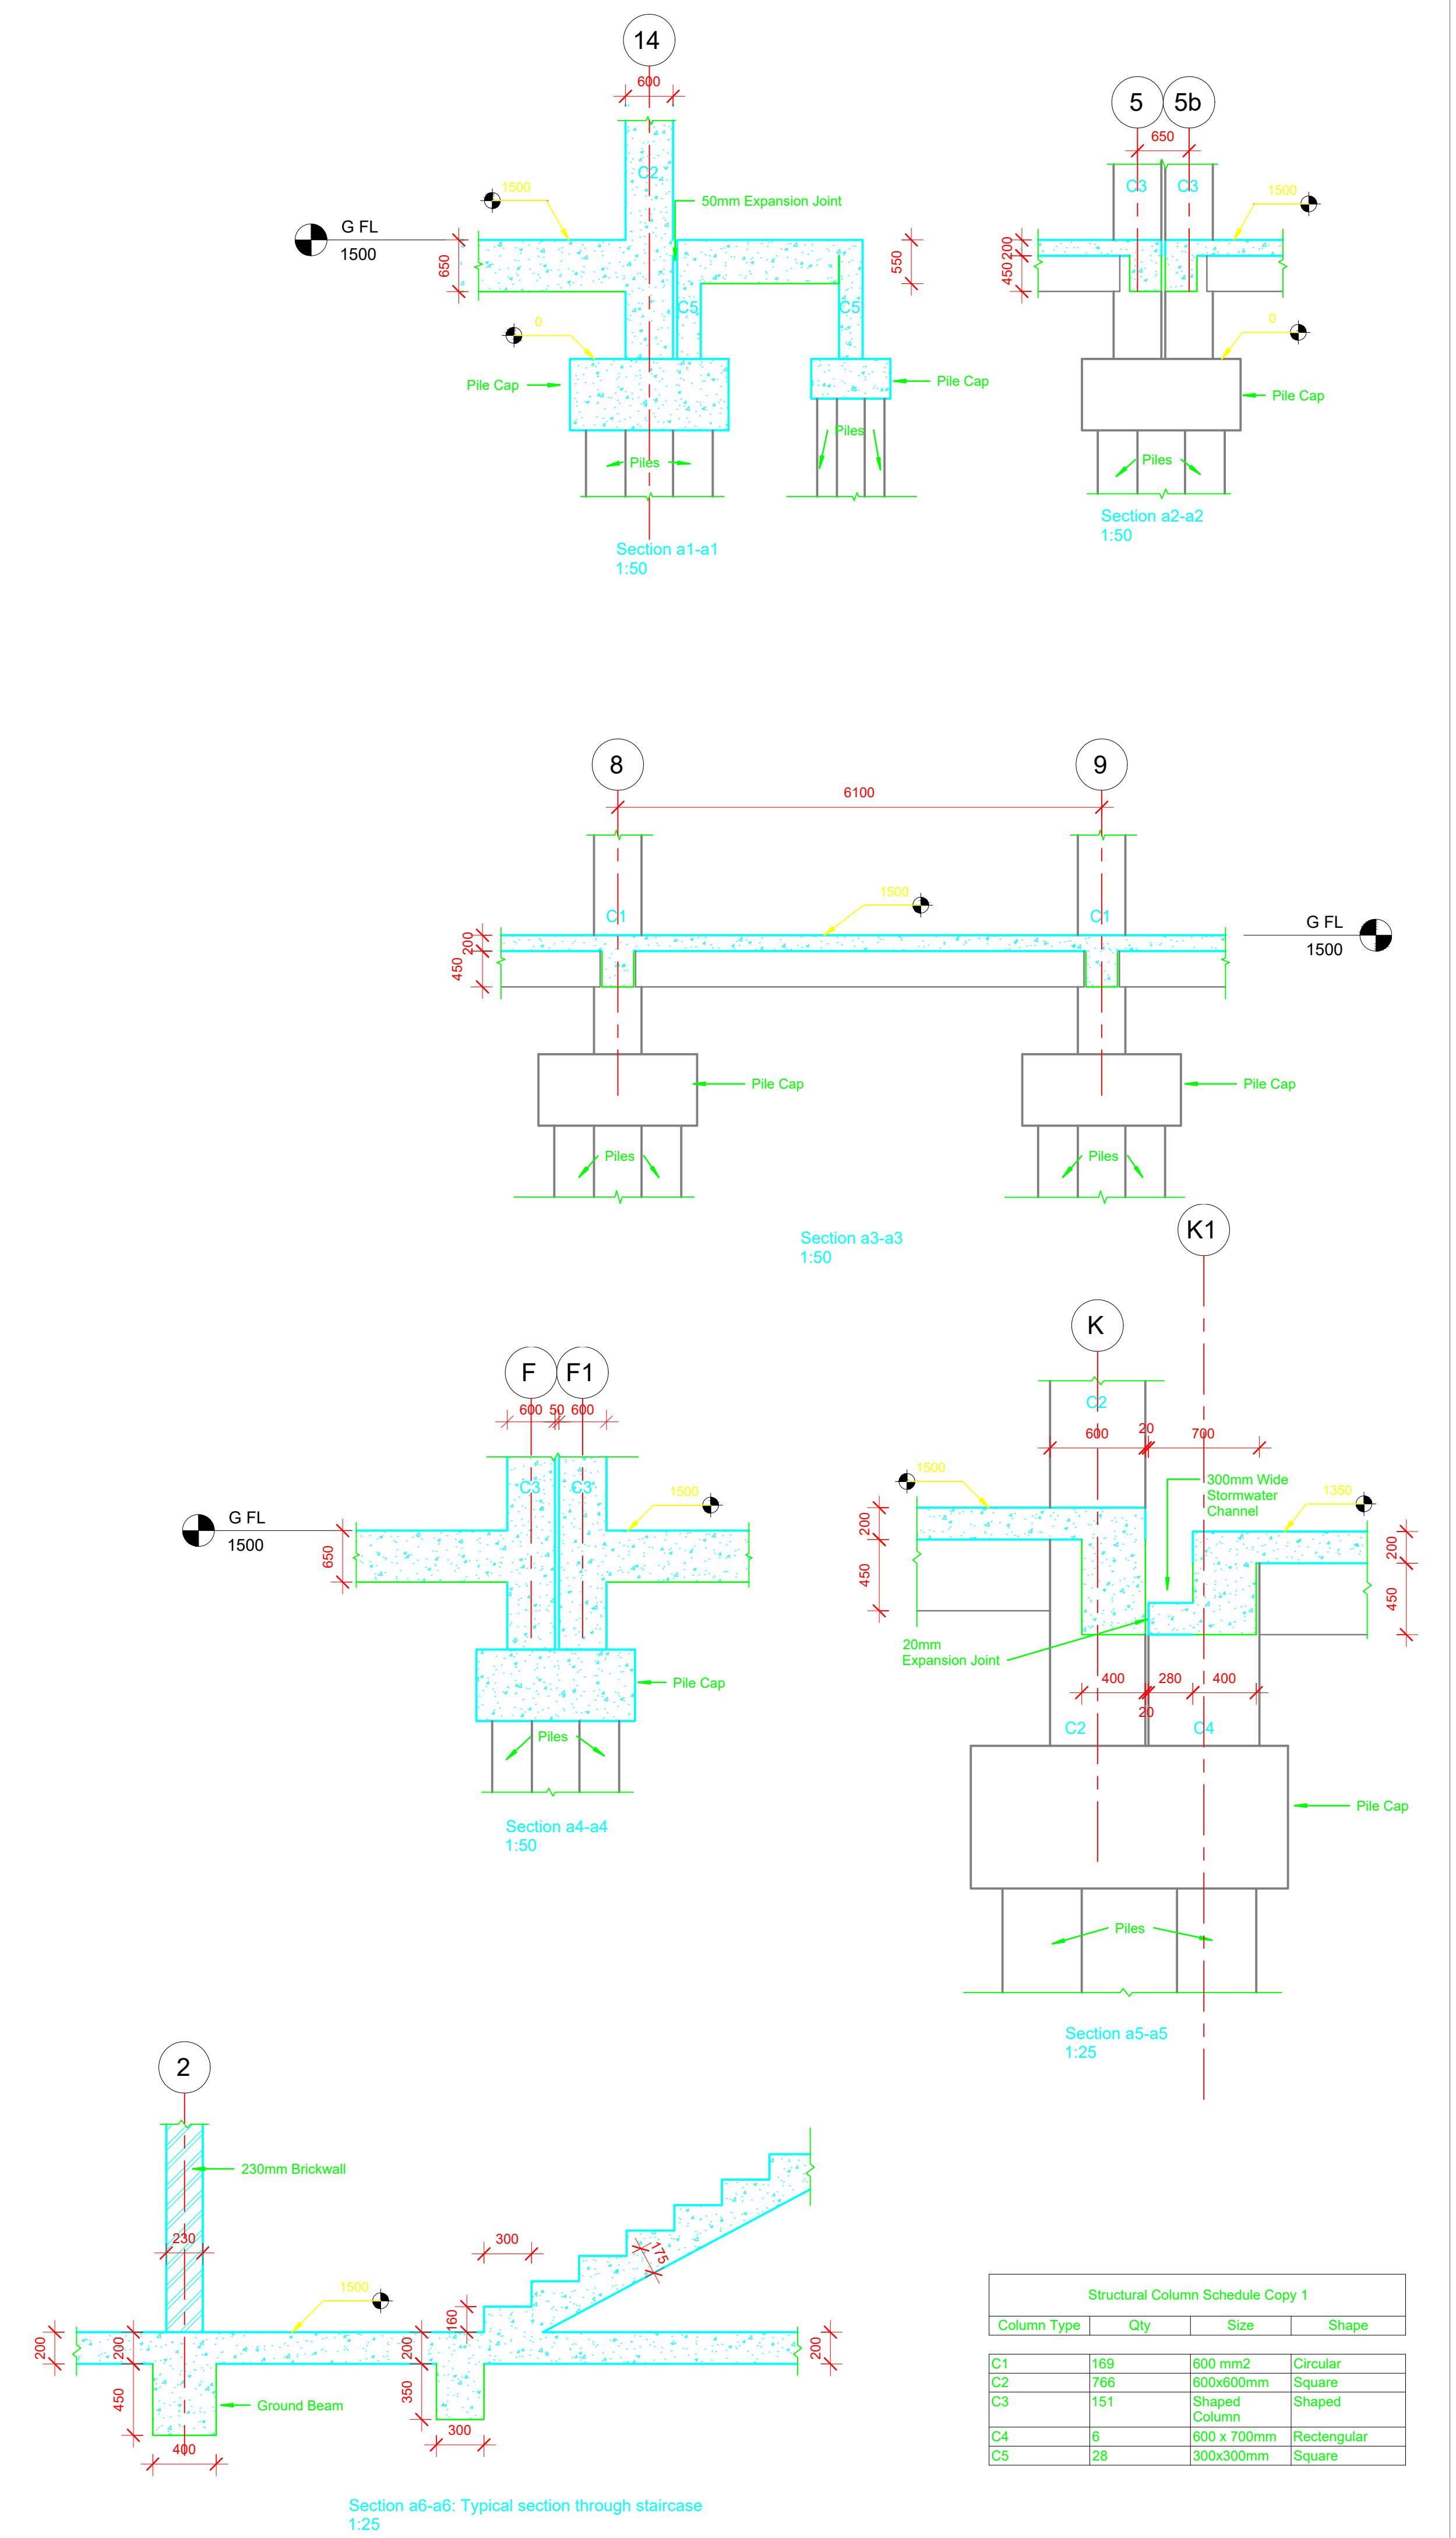 14
600
C2
1500
50mm Expansion Joint
G FL
1500
650
550
C5
C5
0
Pile Cap
Pile Cap
Piles
Piles
Section a1-a1
1:50
5
5b
650
C3
C3
1500
200
450
0
Pile Cap
Piles
Section a2-a2
1:50
8
9
6100
1500
C1
C1
G FL
1500
200
450
Pile Cap
Pile Cap
Piles
Piles
Section a3-a3
1:50
F
F1
600
50
600
C3
C3
1500
G FL
1500
650
Pile Cap
Piles
Section a4-a4
1:50
K1
K
C2
600
20
700
1500
300mm Wide
Stormwater
Channel
1360
200
450
200
450
20mm
Expansion Joint
400
280
400
20
C2
C4
Pile Cap
Piles
Section a5-a5
1:25
2
230mm Brickwall
230
300
175
1500
160
200
200
200
200
450
350
Ground Beam
300
400
Section a6-a6: Typical section through staircase
1:25
Structural Column Schedule Copy 1
Column Type Qty Size Shape
C1 169 600 mm2 Circular
C2 766 600x600mm Square
C3 151 Shaped Shaped
Column
C4 6 600 x 700mm Rectengular
C5 28 300x300mm Square